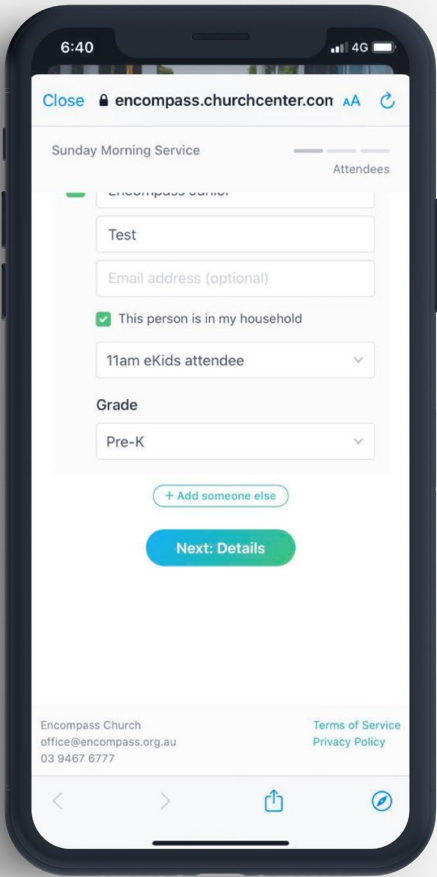 6:40
4G
Close encompass.churchcenter.con AA
Sunday Morning Service
Attendees
Encompass Junior
Test
Email address (optional)
This person is in my household
11am eKids attendee
Grade
Pre-K
+ Add someone else
Next: Details
Encompass Church
Terms of Service
office@encompass.org.au
Privacy Policy
03 9467 6777